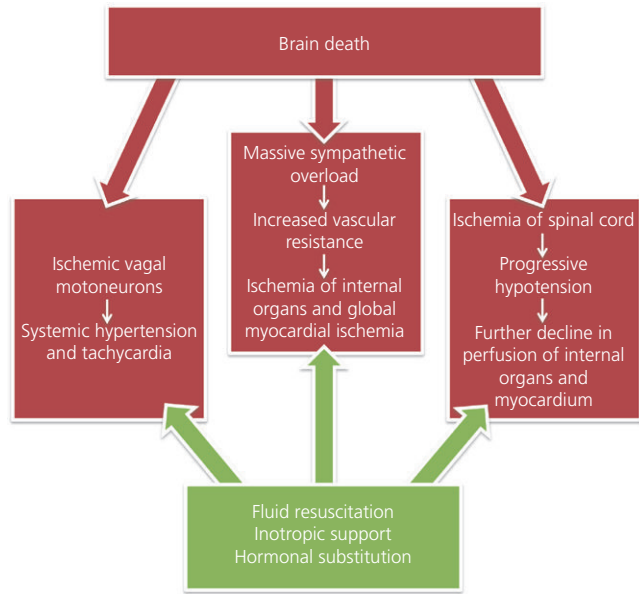 Brain death
Massive sympathetic
overload
Increased vascular
resistance
Ischemia of internal
organs and global
myocardial ischemia
Ischemic vagal
motoneurons
Systemic hypertension
and tachycardia
Ischemia of spinal cord
Progressive
hypotension
Further decline in
perfusion of internal
organs and
myocardium
Fluid resuscitation
Inotropic support
Hormonal substitution